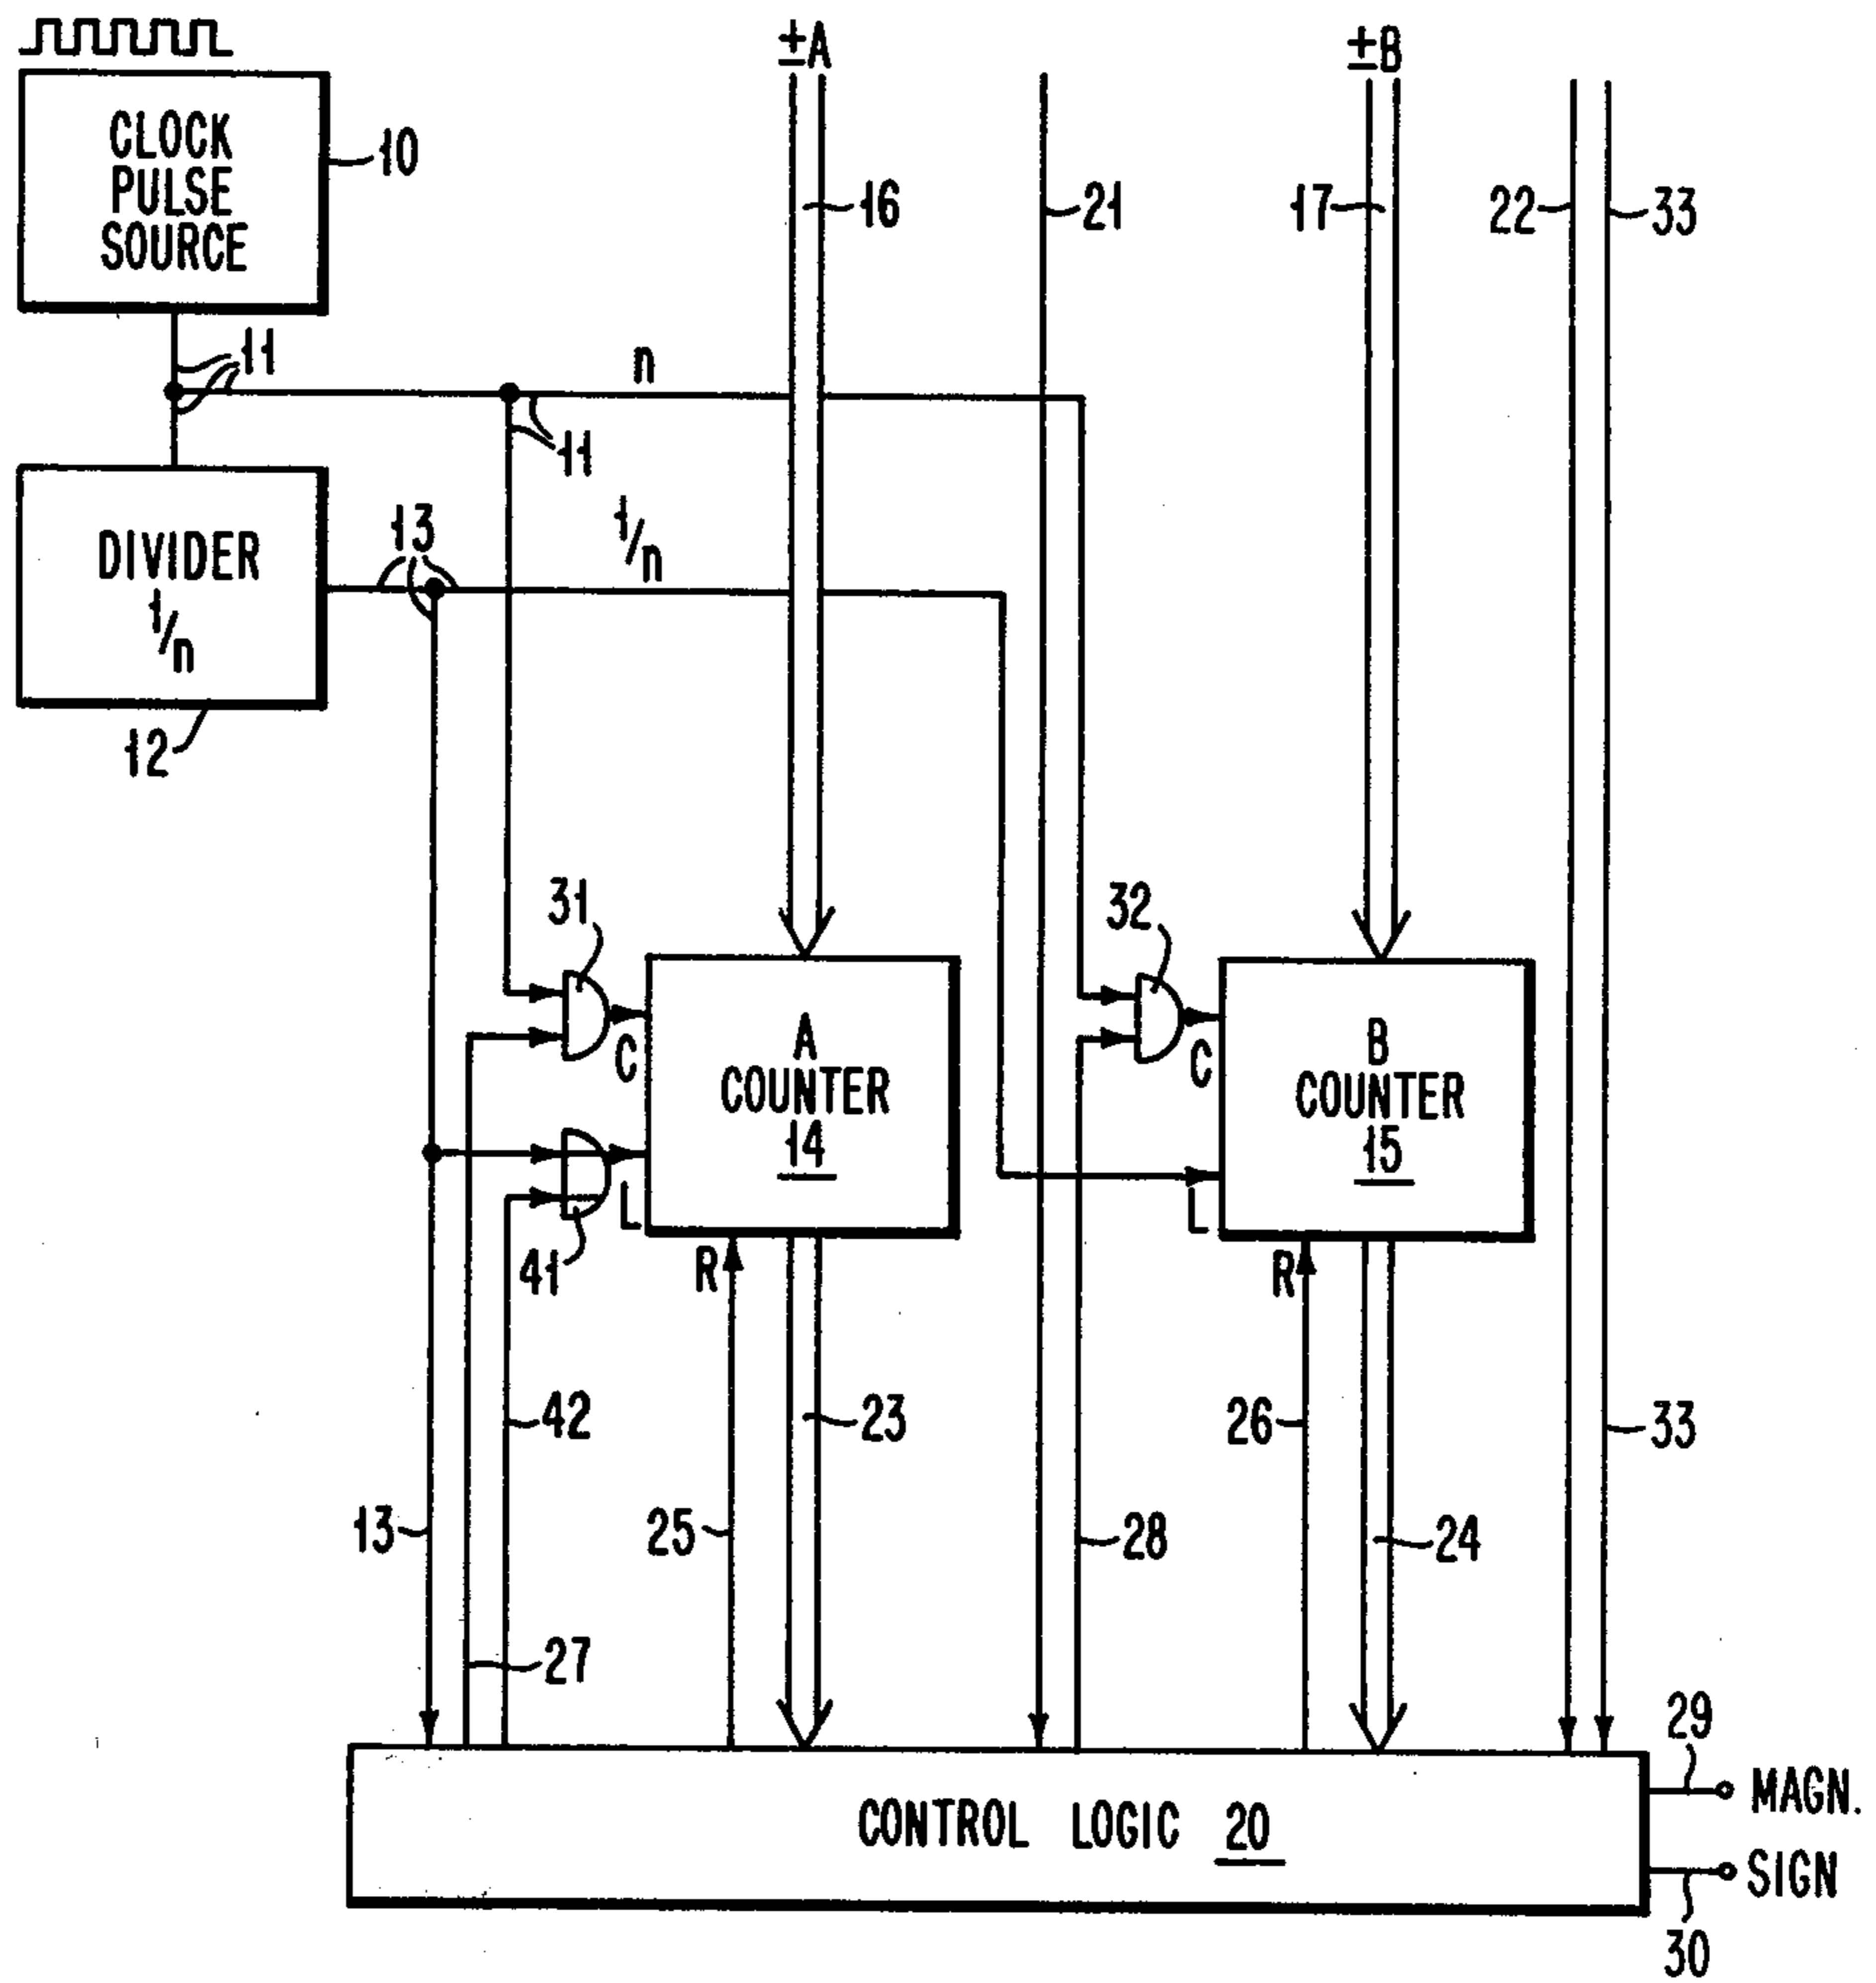 ±A
±B
CLOCK
PULSE
SOURCE
10
16
21
17
22
33
11
n
11
1/n
13
DIVIDER
1/n
12
31
32
C
A
COUNTER
14
C
B
COUNTER
15
L
41
R
L
R
42
23
26
33
13
25
28
24
27
29
MAGN.
CONTROL LOGIC 20
SIGN
30